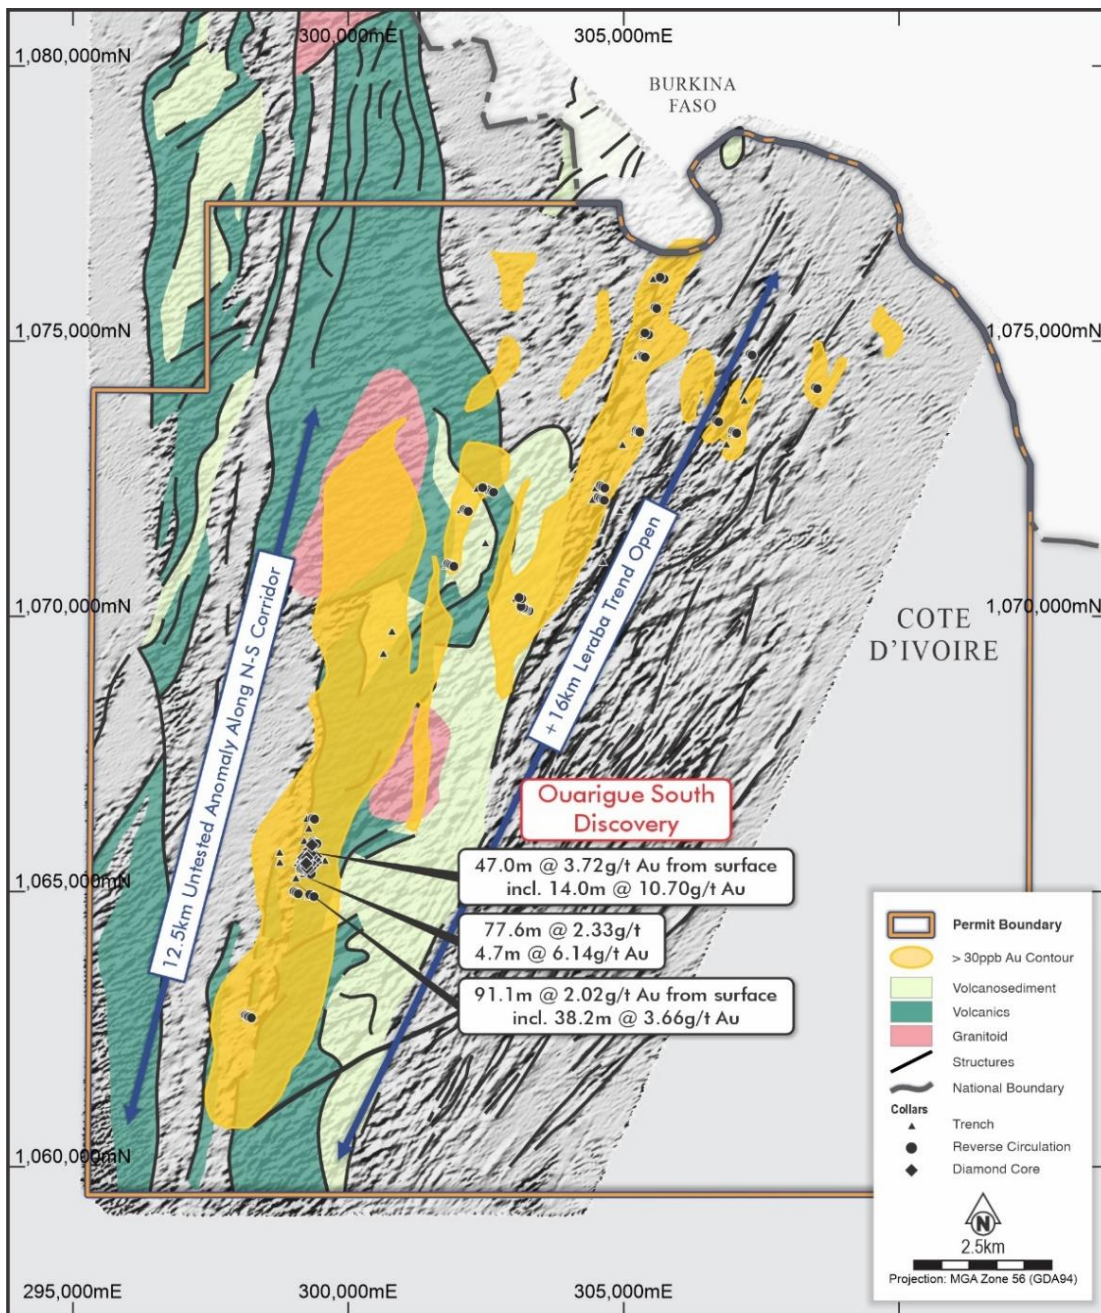 300,000mE
305,000mE
1,080,000mN
BURKINA
FASO
1,075,000mN
1,075,000mN
1,070,000mN
1,070,000mN
COTE
D'IVOIRE
12.5km Untested Anomaly Along N-S Corridor
+16km Leraba Trend Open
Ouarigue South
Discovery
47.0m @ 3.72g/t Au from surface
incl. 14.0m @ 10.70g/t Au
77.6m @ 2.33g/t
4.7m @ 6.14g/t Au
91.1m @ 2.02g/t Au from surface
incl. 38.2m @ 3.66g/t Au
1,065,000mN
1,060,000mN
295,000mE
300,000mE
305,000mE
Permit Boundary
> 30ppb Au Contour
Volcanosediment
Volcanics
Granitoid
Structures
National Boundary
Collars
Trench
Reverse Circulation
Diamond Core
N
2.5km
Projection: MGA Zone 56 (GDA94)